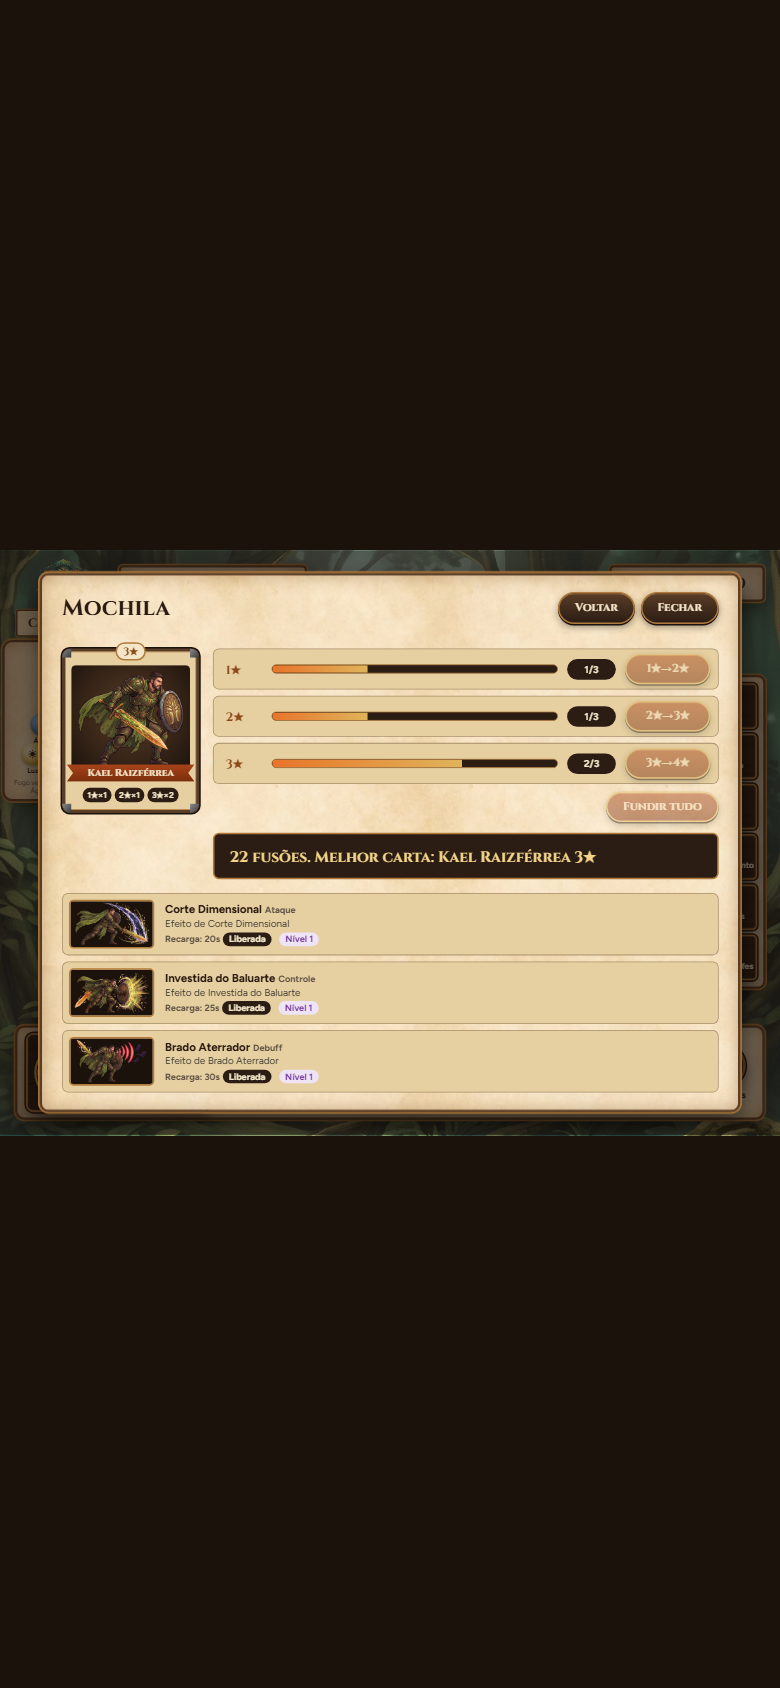 Mochila
Voltar
Fechar
3★
Kael Raizférrea
1★×1 2★×1 3★×2
1★ 1/3 1★→2★
2★ 1/3 2★→3★
3★ 2/3 3★→4★
Fundir tudo
22 fusões. Melhor carta: Kael Raizférrea 3★
Corte Dimensional Ataque
Efeito de Corte Dimensional
Recarga: 20s Liberada Nível 1
Investida do Baluarte Controle
Efeito de Investida do Baluarte
Recarga: 25s Liberada Nível 1
Brado Aterrador Debuff
Efeito de Brado Aterrador
Recarga: 30s Liberada Nível 1